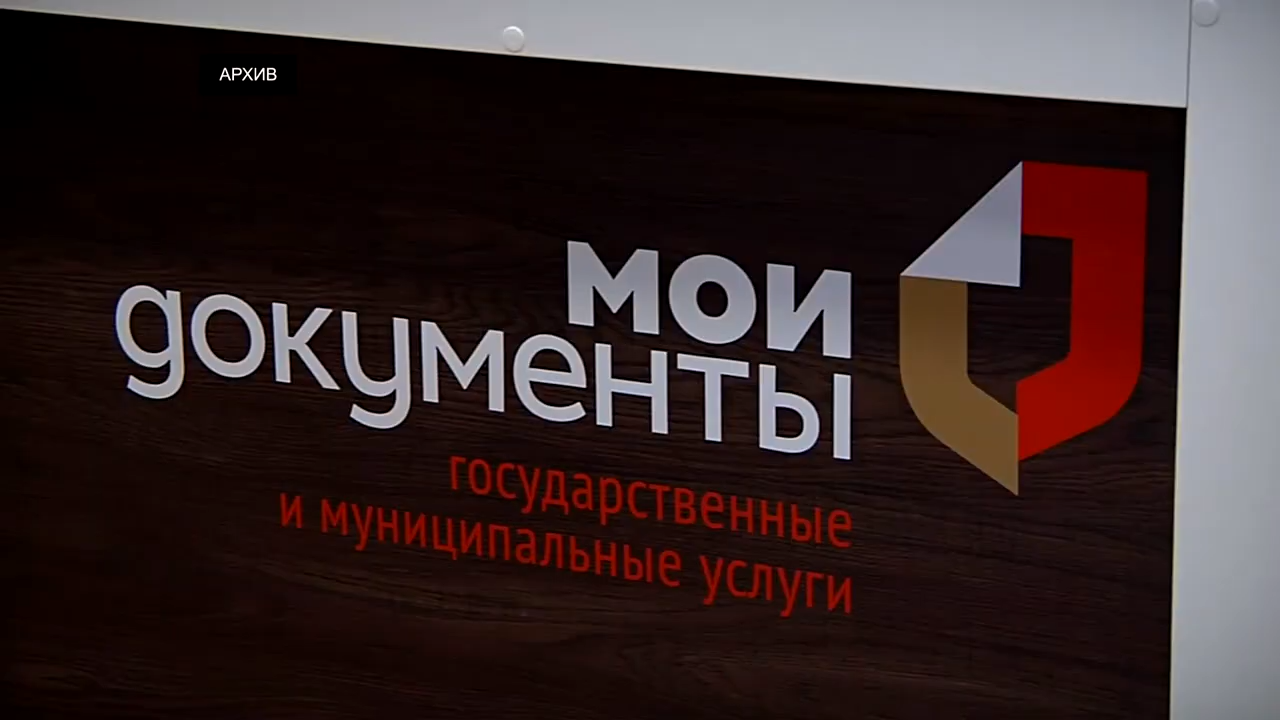 АРХИВ
мои
документы
государственные
и муниципальные услуги